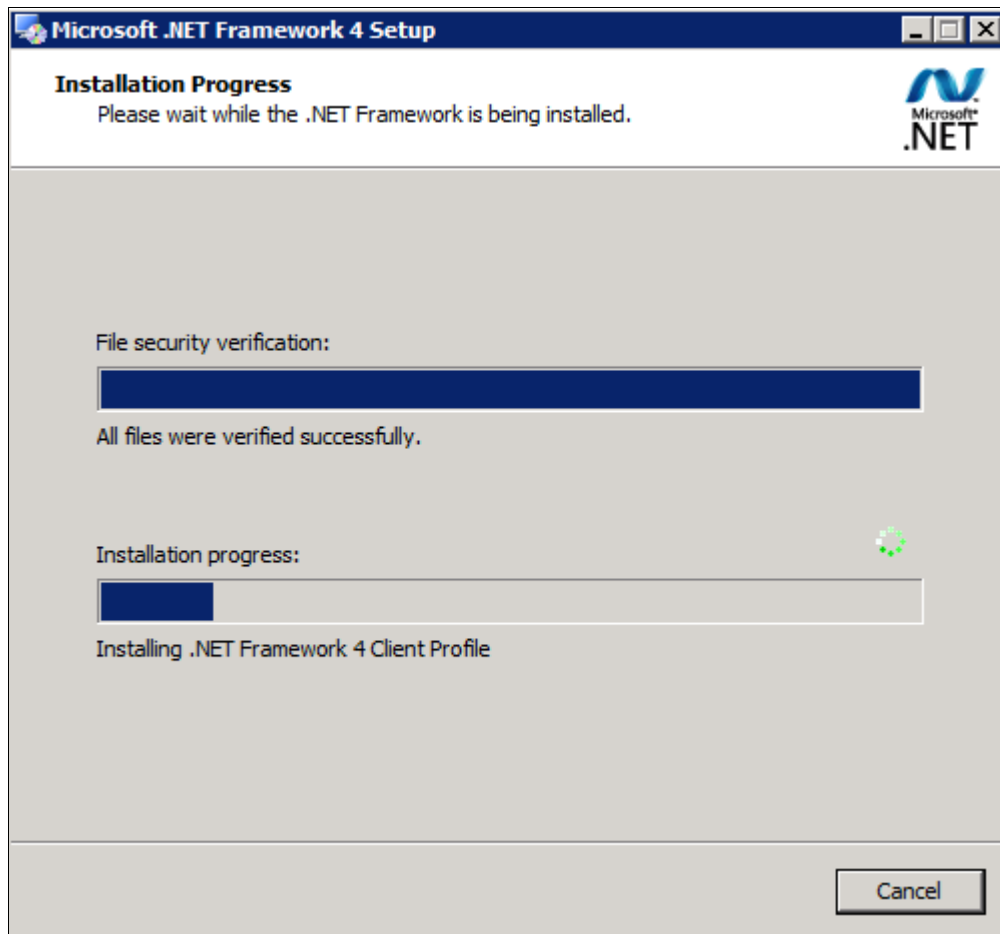 Microsoft .NET Framework 4 Setup
Installation Progress
Please wait while the .NET Framework is being installed.
Microsoft
.NET
File security verification:
All files were verified successfully.
Installation progress:
Installing .NET Framework 4 Client Profile
Cancel